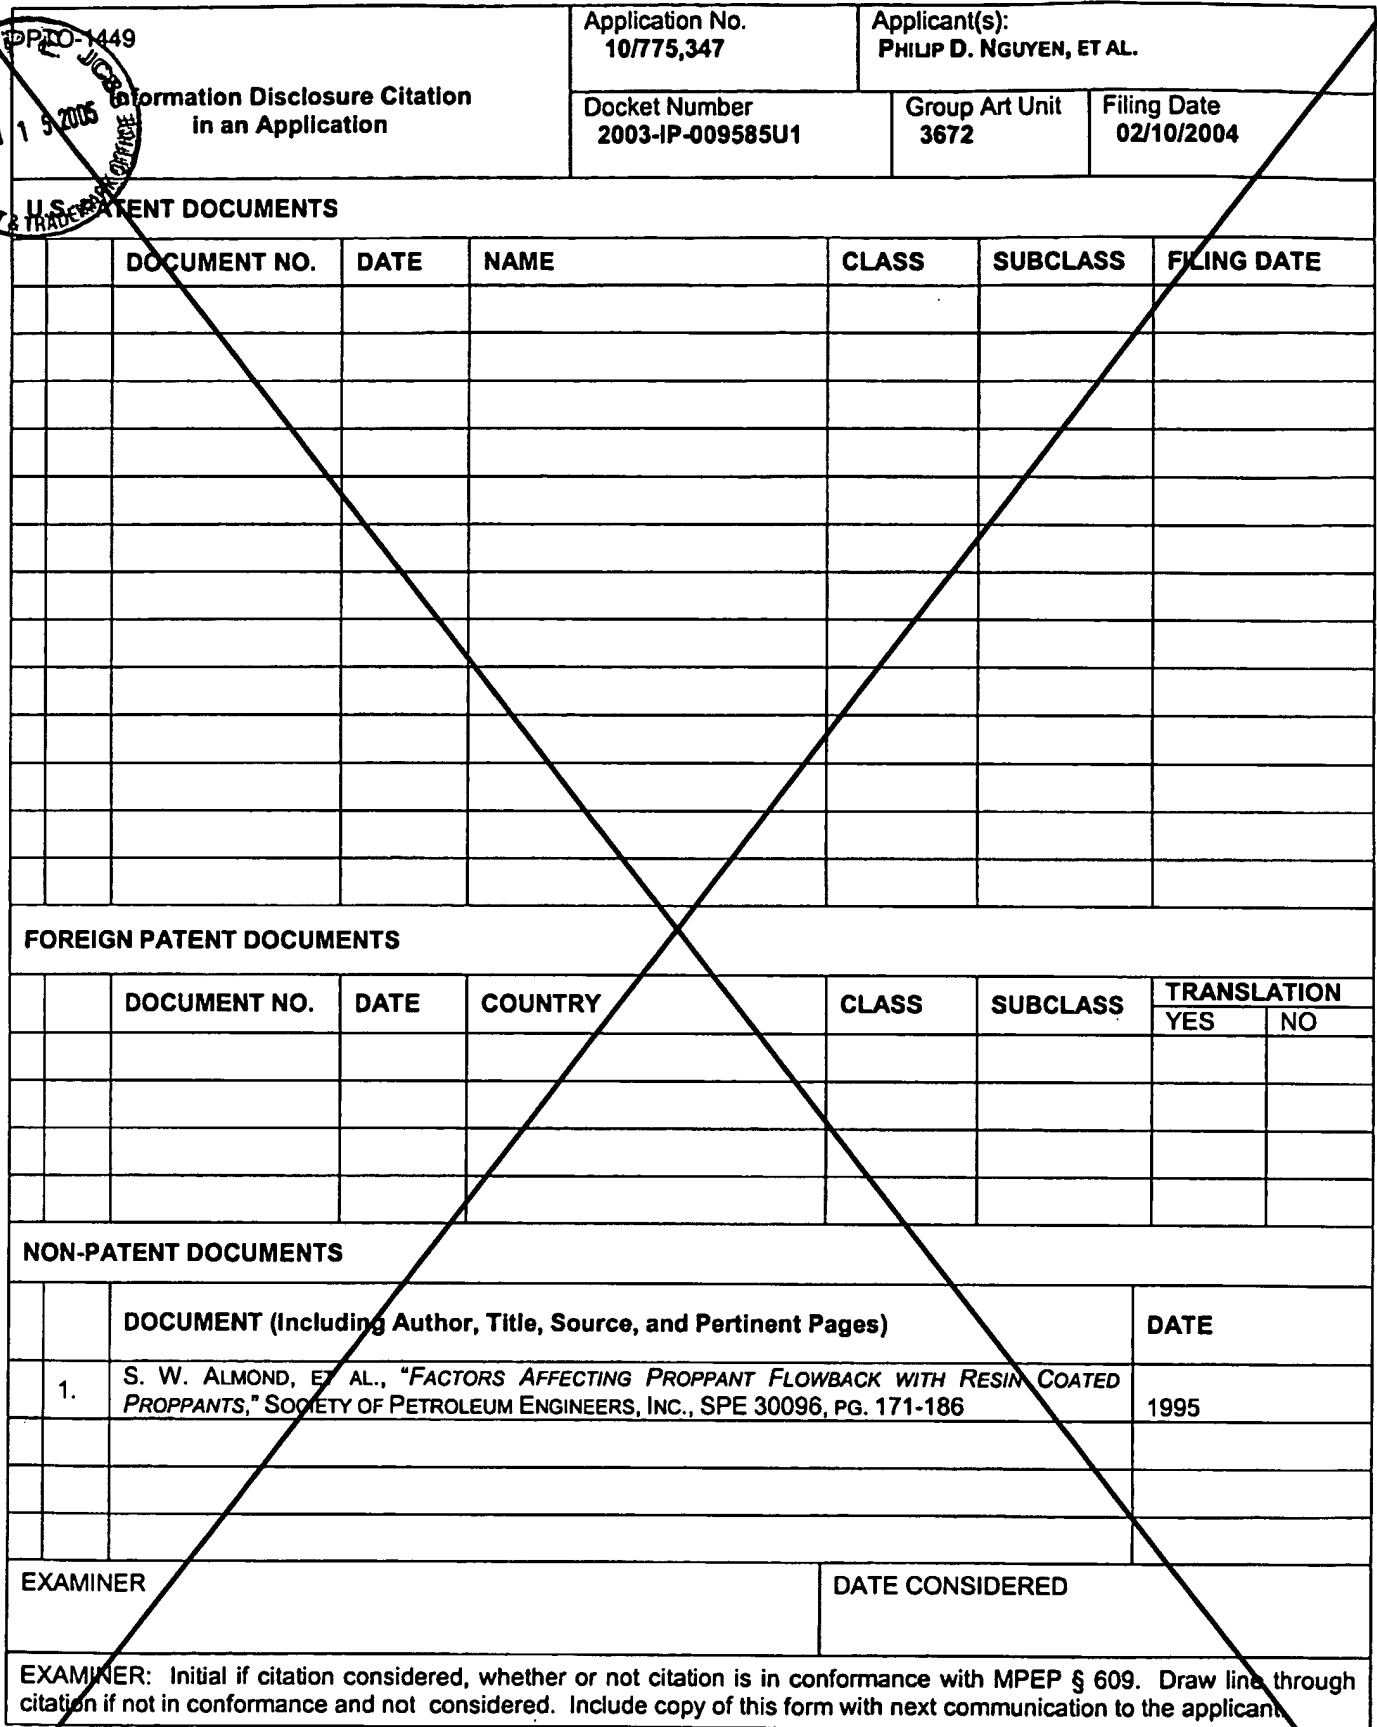 PTO-1449
Information Disclosure Citation
in an Application
Application No.
10/775,347
Applicant(s):
PHILIP D. NGUYEN, ET AL.
Docket Number
2003-IP-009585U1
Group Art Unit
3672
Filing Date
02/10/2004
2005
& TRADEMARK OFFICE
U.S. PATENT DOCUMENTS
DOCUMENT NO. DATE NAME CLASS SUBCLASS FILING DATE
FOREIGN PATENT DOCUMENTS
DOCUMENT NO. DATE COUNTRY CLASS SUBCLASS TRANSLATION
YES NO
NON-PATENT DOCUMENTS
DOCUMENT (Including Author, Title, Source, and Pertinent Pages) DATE
1. S. W. ALMOND, ET AL., "FACTORS AFFECTING PROPPANT FLOWBACK WITH RESIN COATED
PROPPANTS," SOCIETY OF PETROLEUM ENGINEERS, INC., SPE 30096, PG. 171-186 1995
EXAMINER DATE CONSIDERED
EXAMINER: Initial if citation considered, whether or not citation is in conformance with MPEP § 609. Draw line through
citation if not in conformance and not considered. Include copy of this form with next communication to the applicant.